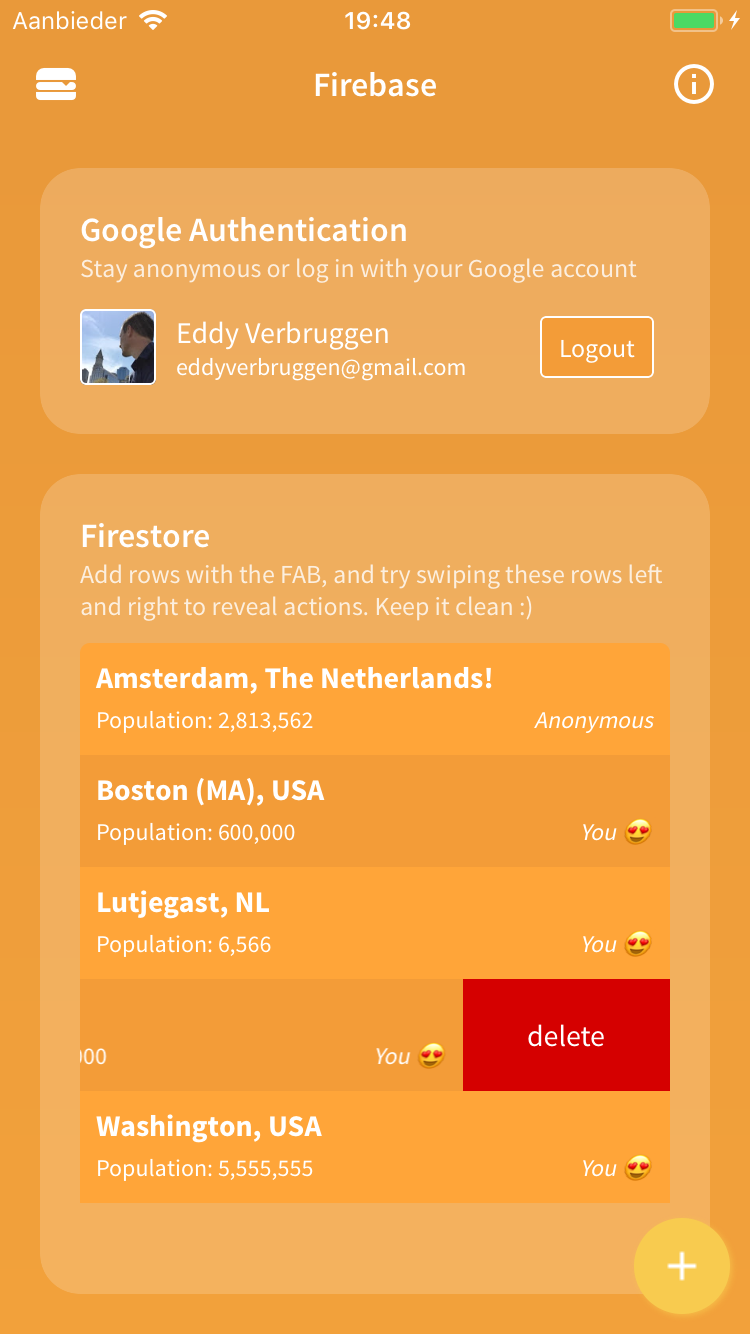 Aanbieder 19:48
Firebase
Google Authentication
Stay anonymous or log in with your Google account
Eddy Verbruggen
eddyverbruggen@gmail.com
Logout
Firestore
Add rows with the FAB, and try swiping these rows left
and right to reveal actions. Keep it clean :)
Amsterdam, The Netherlands!
Population: 2,813,562 Anonymous
Boston (MA), USA
Population: 600,000 You 😍
Lutjegast, NL
Population: 6,566 You 😍
00 You 😍
delete
Washington, USA
Population: 5,555,555 You 😍
+